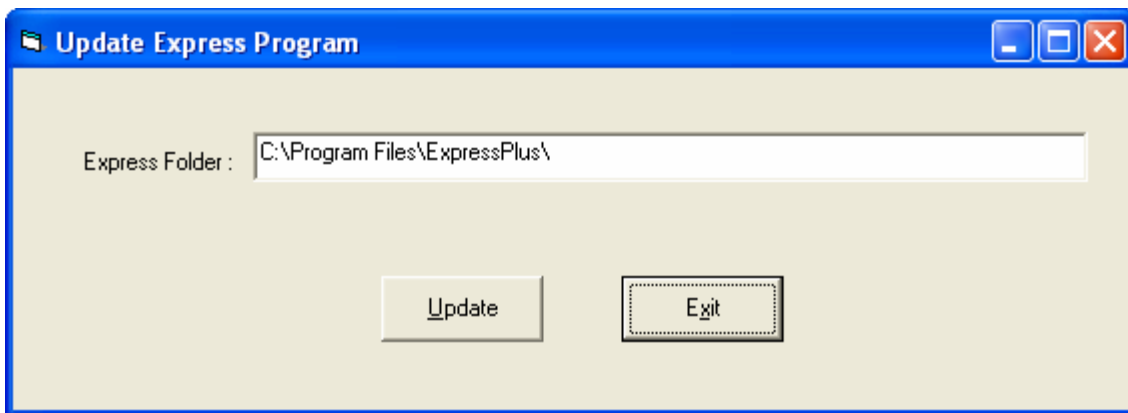 Update Express Program
Express Folder : C:\Program Files\ExpressPlus\
Update Exit